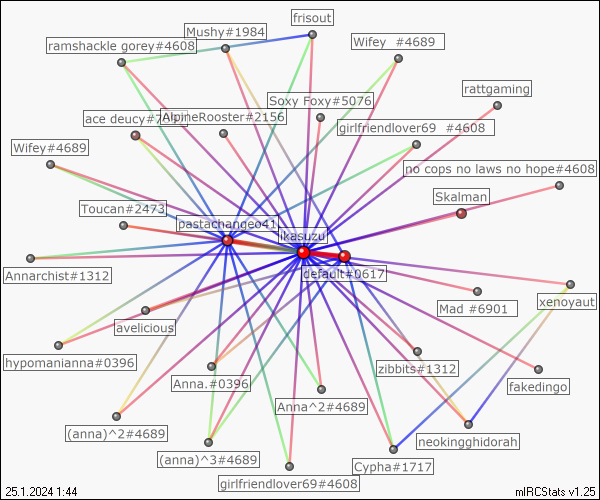 frisout
Mushy#1984
ramshackle gorey#4608
Wifey  #4689
rattgaming
Soxy Foxy#5076
ace deucy#7
AlpineRooster#2156
girlfriendlover69  #4608
Wifey#4689
no cops no laws no hope#4608
Skalman
Toucan#2473
pastachangeo41
ikasuzu
Annarchist#1312
default#0617
Mad #6901
xenoyaut
avelicious
hypomanianna#0396
Anna.#0396
zibbits#1312
fakedingo
Anna^2#4689
(anna)^2#4689
neokingghidorah
(anna)^3#4689
Cypha#1717
girlfriendlover69#4608
25.1.2024 1:44
mIRCStats v1.25